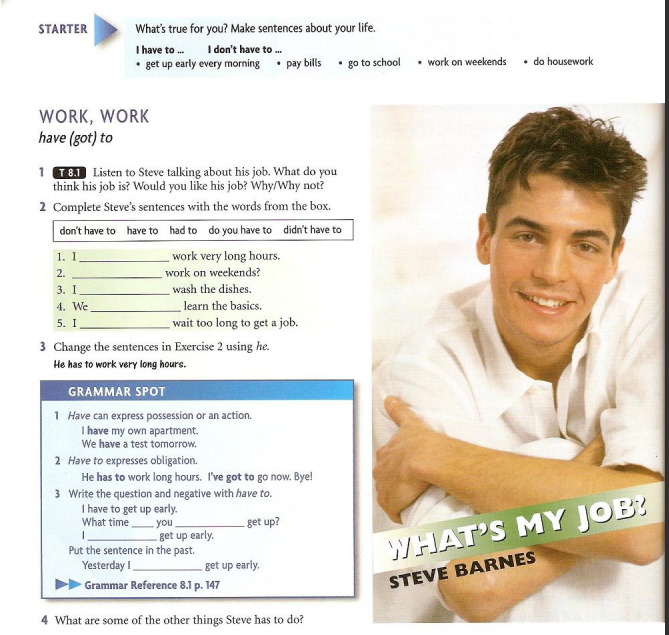 STARTER What's true for you? Make sentences about your life.
I have to ... I don't have to ...
• get up early every morning • pay bills • go to school • work on weekends • do housework
WORK, WORK
have (got) to
1 T 8.1 Listen to Steve talking about his job. What do you
think his job is? Would you like his job? Why/Why not?
2 Complete Steve's sentences with the words from the box.
don't have to have to had to do you have to didn't have to
1. I ______________ work very long hours.
2. ______________ work on weekends?
3. I ______________ wash the dishes.
4. We ______________ learn the basics.
5. I ______________ wait too long to get a job.
3 Change the sentences in Exercise 2 using he.
He has to work very long hours.
GRAMMAR SPOT
1 Have can express possession or an action.
I have my own apartment.
We have a test tomorrow.
2 Have to expresses obligation.
He has to work long hours. I've got to go now. Bye!
3 Write the question and negative with have to.
I have to get up early.
What time ____ you ____________ get up?
I ____________ get up early.
Put the sentence in the past.
Yesterday I ____________ get up early.
Grammar Reference 8.1 p. 147
4 What are some of the other things Steve has to do?
WHAT'S MY JOB?
STEVE BARNES